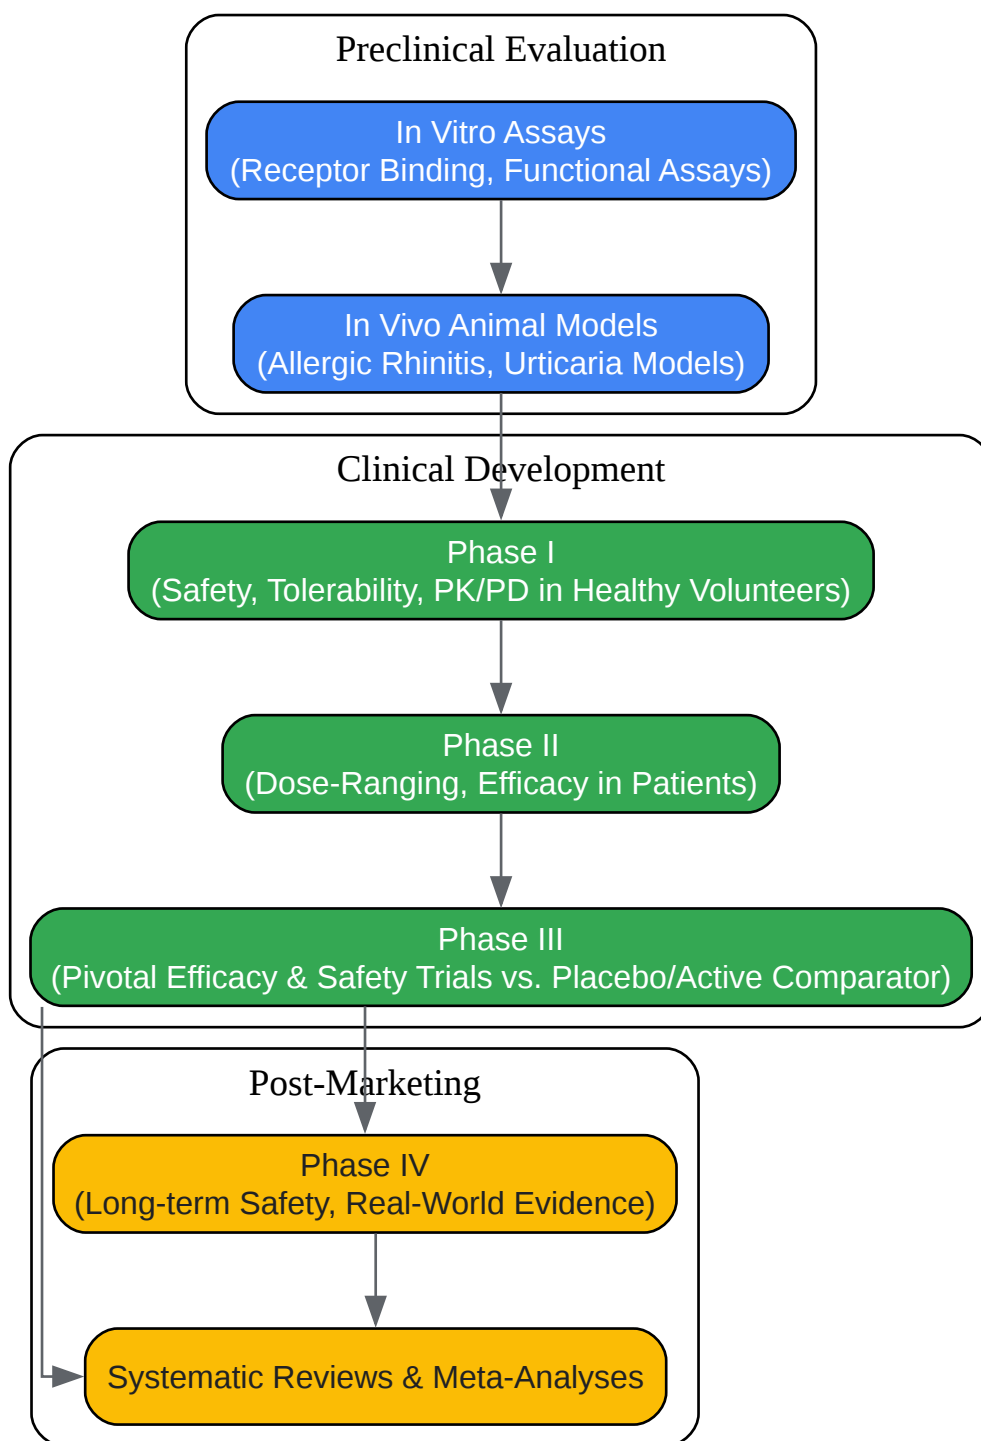 Preclinical Evaluation
In Vitro Assays
(Receptor Binding, Functional Assays)
In Vivo Animal Models
(Allergic Rhinitis, Urticaria Models)
Clinical Development
Phase I
(Safety, Tolerability, PK/PD in Healthy Volunteers)
Phase II
(Dose-Ranging, Efficacy in Patients)
Phase III
(Pivotal Efficacy & Safety Trials vs. Placebo/Active Comparator)
Post-Marketing
Phase IV
(Long-term Safety, Real-World Evidence)
Systematic Reviews & Meta-Analyses